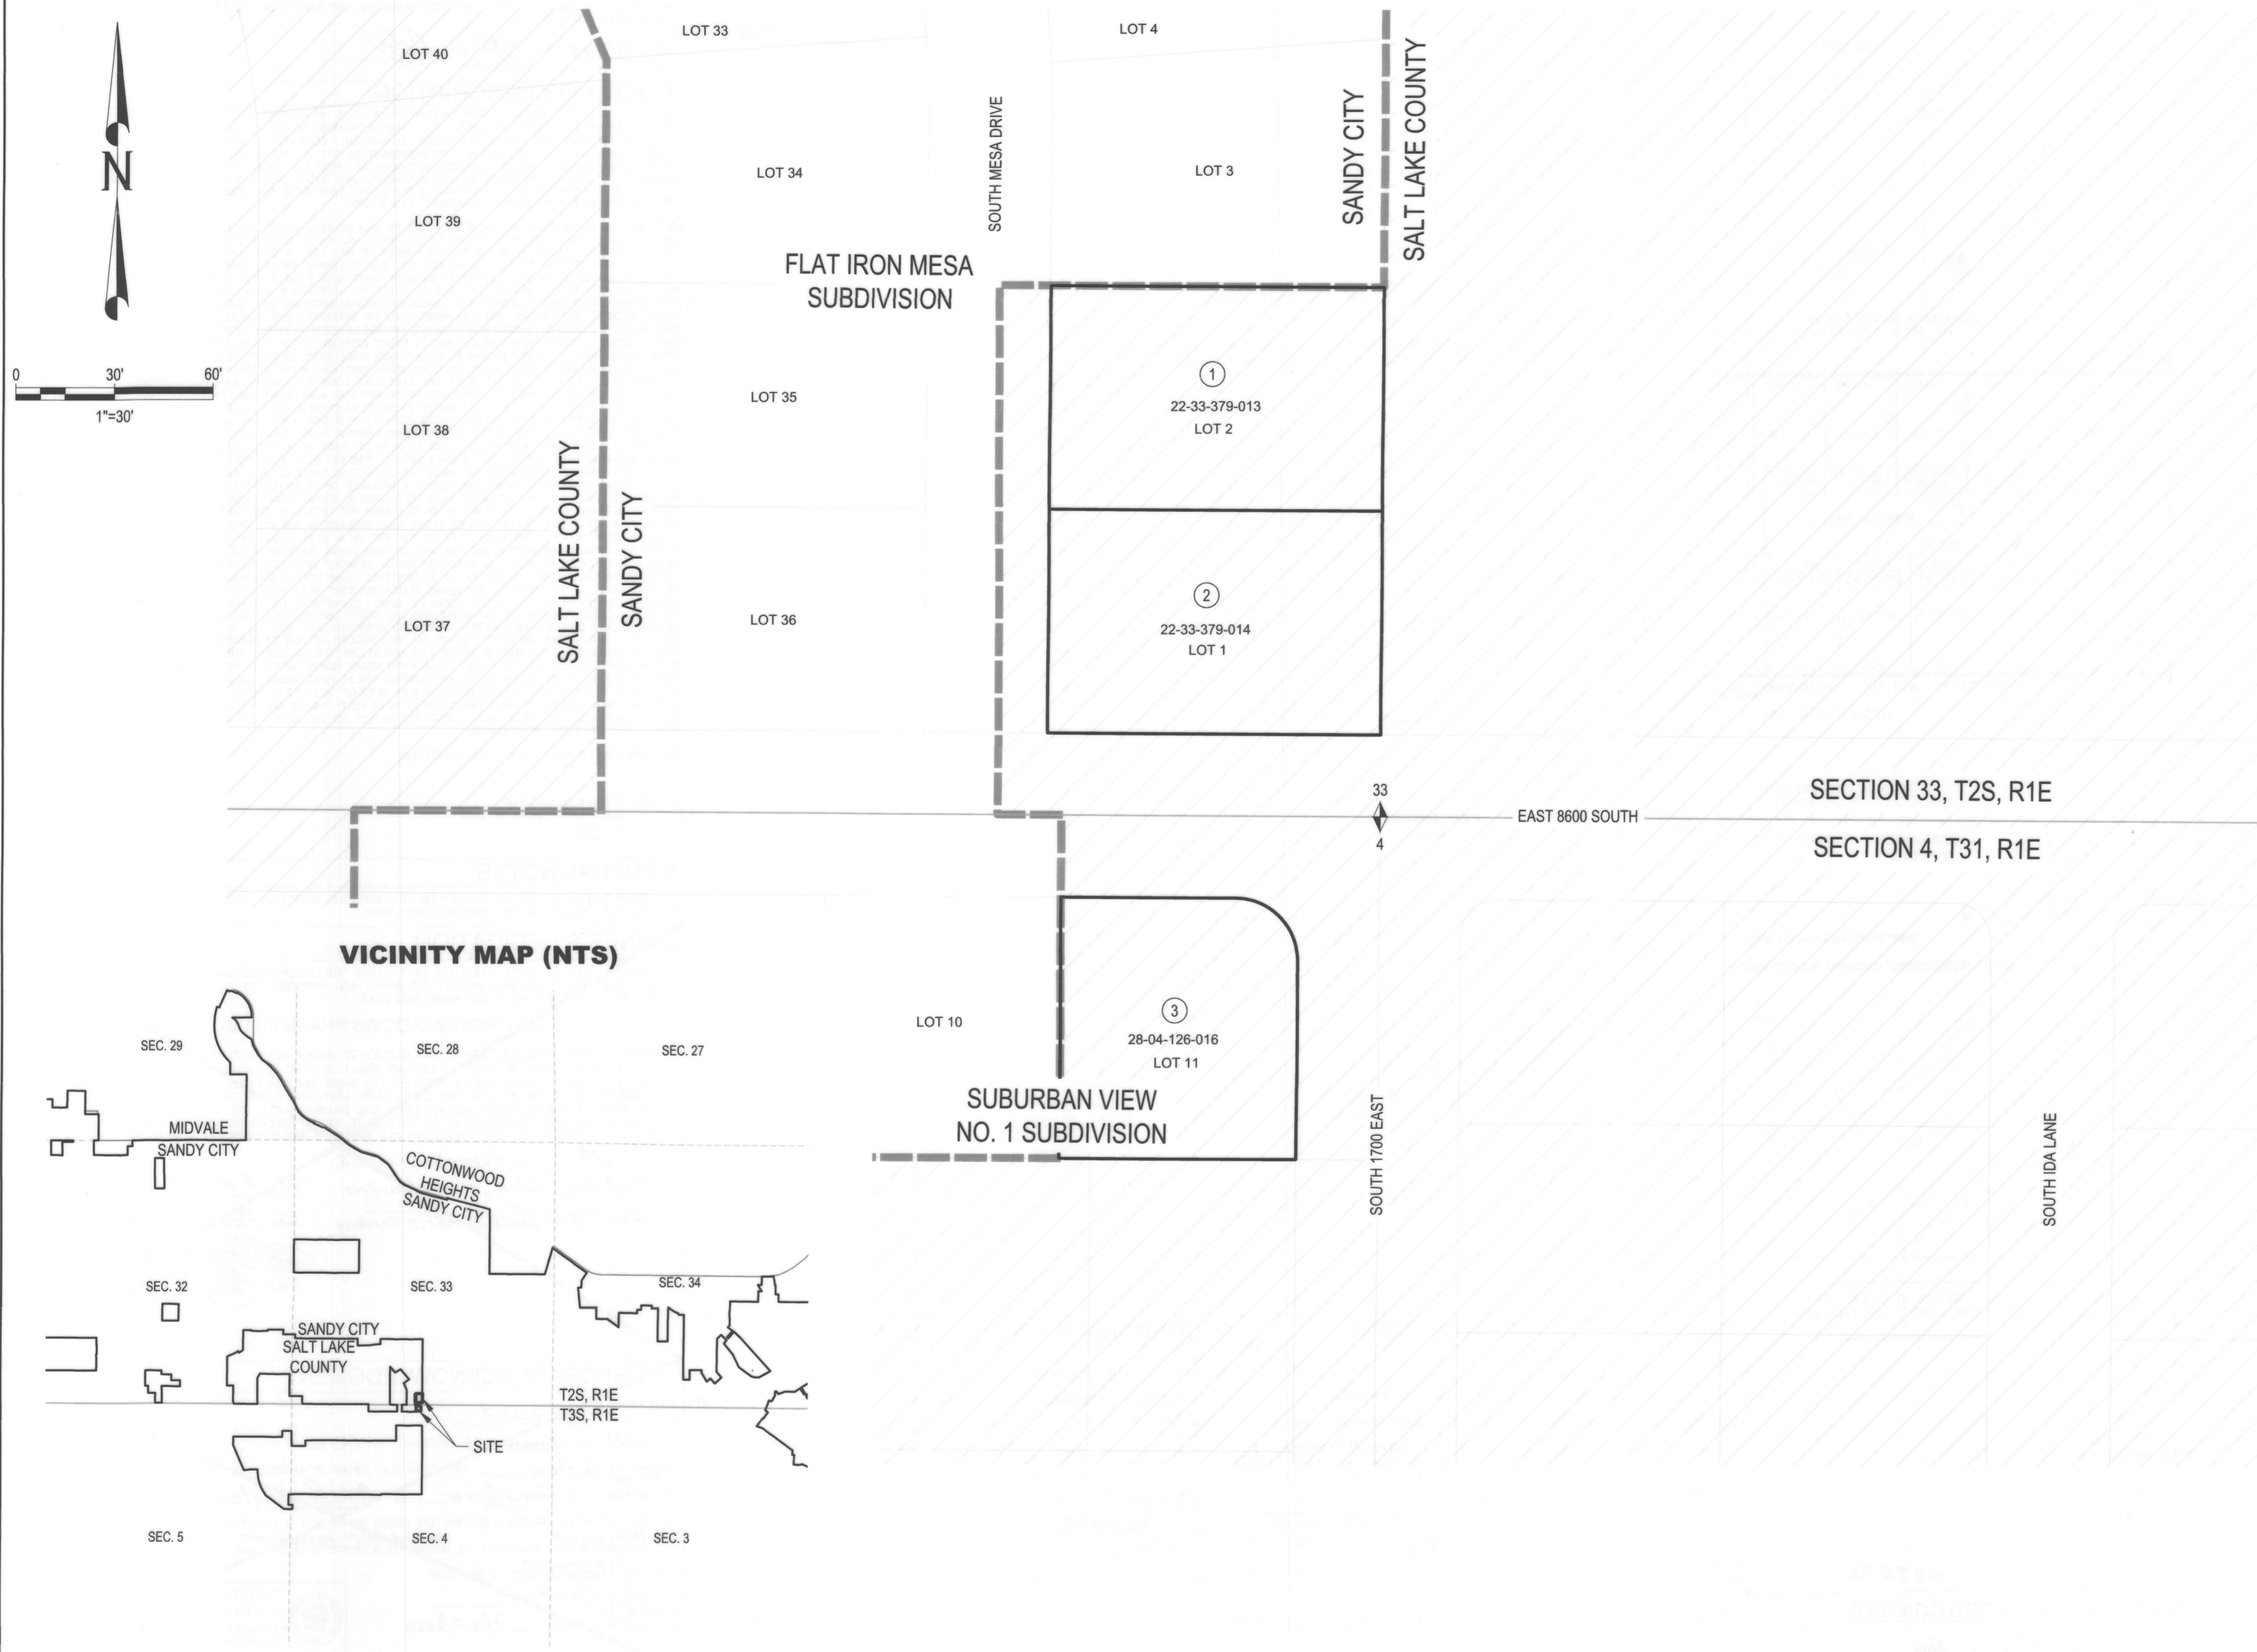 LOT 40
LOT 33
LOT 4
SOUTH MESA DRIVE
SANDY CITY
SALT LAKE COUNTY
N
LOT 34
LOT 3
LOT 39
FLAT IRON MESA
SUBDIVISION
0 30' 60'
1"=30'
1
22-33-379-013
LOT 2
LOT 35
LOT 38
SALT LAKE COUNTY
SANDY CITY
2
22-33-379-014
LOT 1
LOT 36
LOT 37
33
4
EAST 8600 SOUTH
SECTION 33, T2S, R1E
SECTION 4, T31, R1E
LOT 10
3
28-04-126-016
LOT 11
SUBURBAN VIEW
NO. 1 SUBDIVISION
SOUTH 1700 EAST
SOUTH IDA LANE
VICINITY MAP (NTS)
SEC. 29
SEC. 28
SEC. 27
MIDVALE
SANDY CITY
COTTONWOOD
HEIGHTS
SANDY CITY
SEC. 32
SEC. 33
SEC. 34
SANDY CITY
SALT LAKE
COUNTY
T2S, R1E
T3S, R1E
SITE
SEC. 5
SEC. 4
SEC. 3